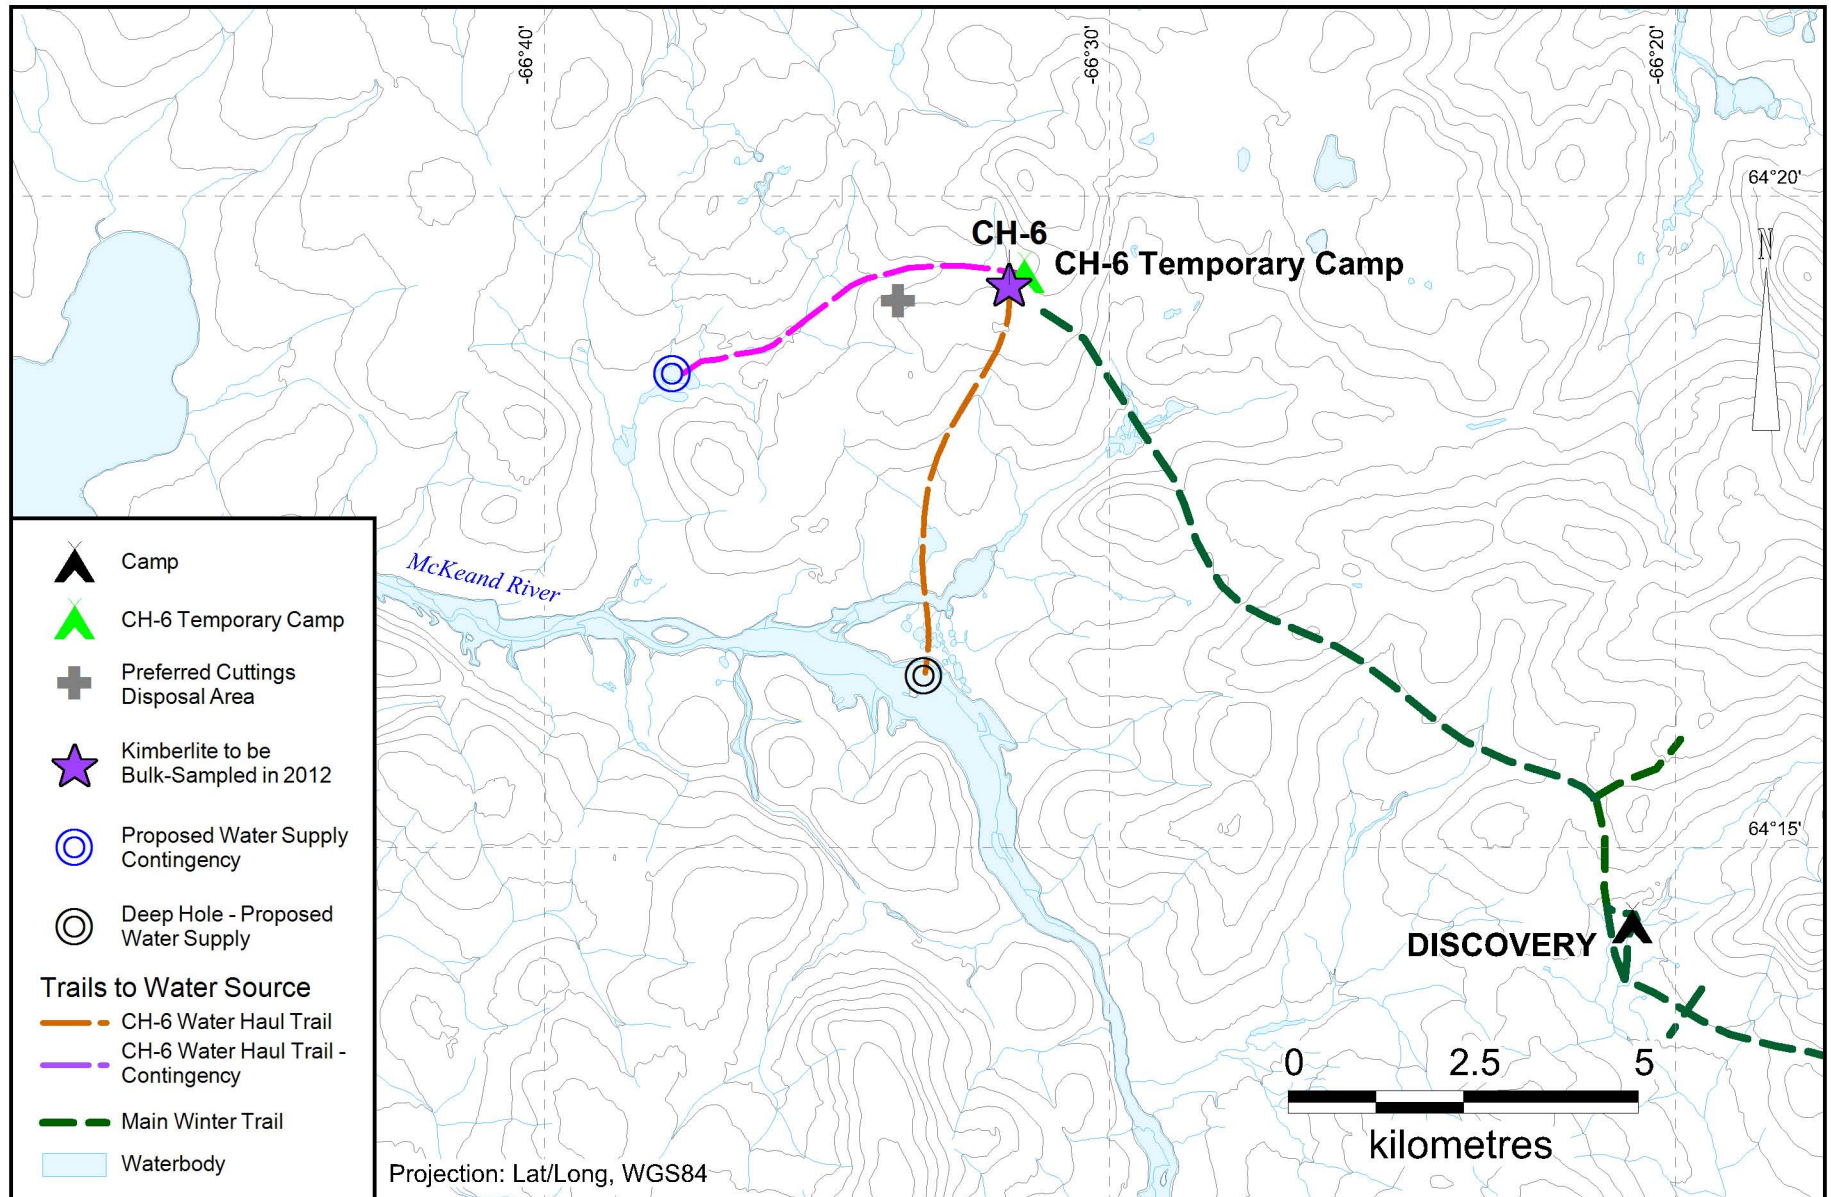 -66°40'
-66°30'
-66°20'
64°20'
CH-6
CH-6 Temporary Camp
N
McKeand River
64°15'
DISCOVERY
Camp
CH-6 Temporary Camp
Preferred Cuttings
Disposal Area
Kimberlite to be
Bulk-Sampled in 2012
Proposed Water Supply
Contingency
Deep Hole - Proposed
Water Supply
Trails to Water Source
CH-6 Water Haul Trail
CH-6 Water Haul Trail -
Contingency
Main Winter Trail
Waterbody
0 2.5 5
kilometres
Projection: Lat/Long, WGS84